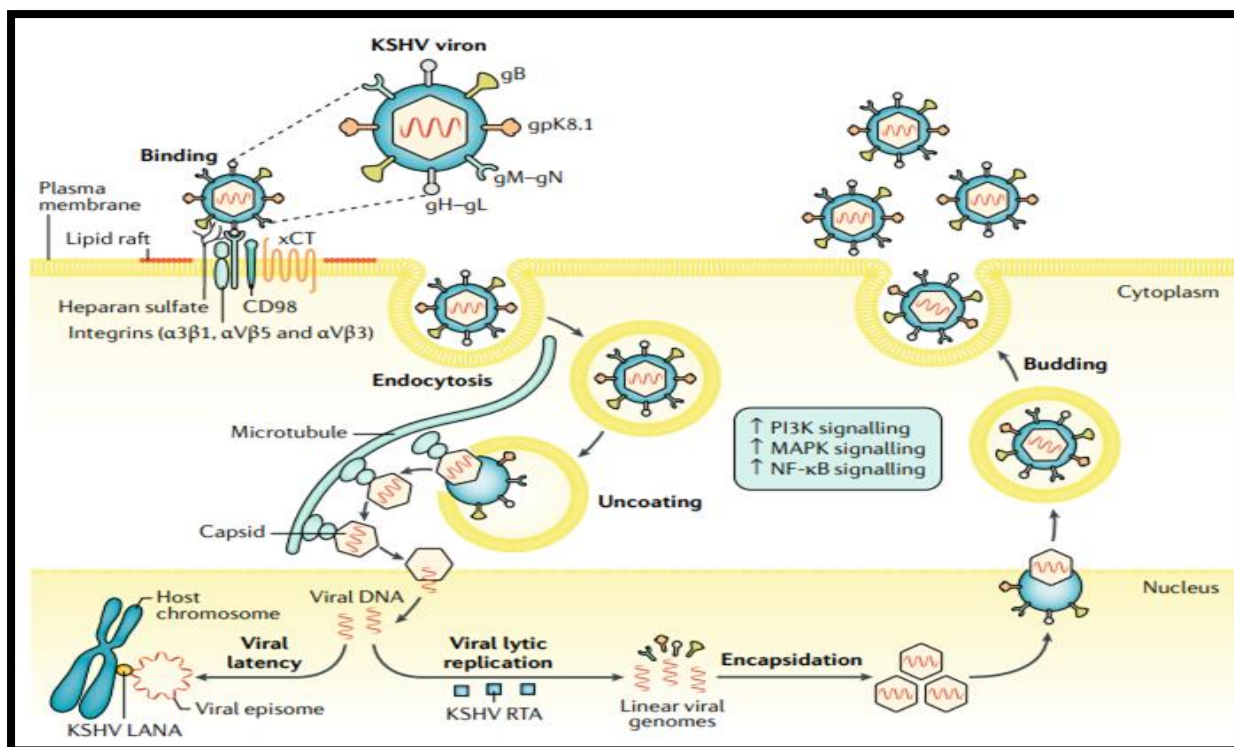 KSHV viron
gB
gpK8.1
gM–gN
gH–gL
Binding
Plasma
membrane
Lipid raft
xCT
Heparan sulfate
CD98
Integrins (α3β1, αVβ5 and αVβ3)
Cytoplasm
Endocytosis
Budding
Microtubule
↑ PI3K signalling
↑ MAPK signalling
↑ NF-κB signalling
Uncoating
Capsid
Nucleus
Host
chromosome
Viral DNA
Viral
latency
Viral lytic
replication
Encapsidation
Viral episome
KSHV LANA
KSHV RTA
Linear viral
genomes